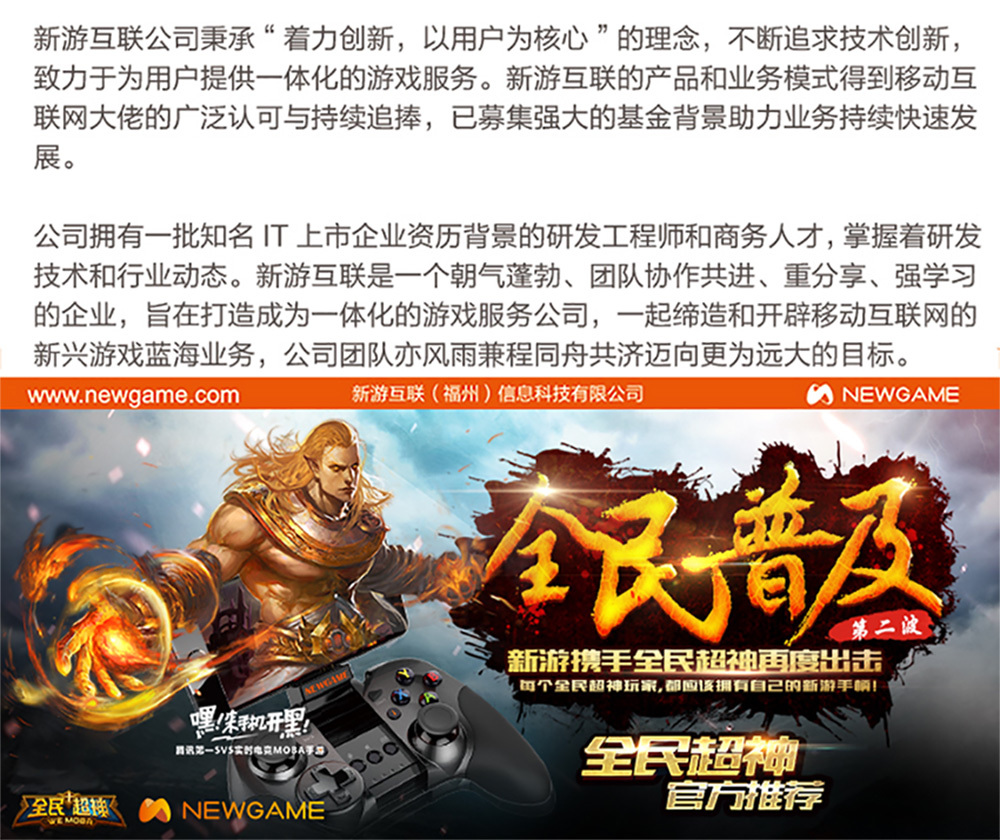 新游互联公司秉承“着力创新，以用户为核心”的理念，不断追求技术创新，
致力于为用户提供一体化的游戏服务。新游互联的产品和业务模式得到移动互
联网大佬的广泛认可与持续追捧，已募集强大的基金背景助力业务持续快速发
展。
公司拥有一批知名 IT 上市企业资历背景的研发工程师和商务人才，掌握着研发
技术和行业动态。新游互联是一个朝气蓬勃、团队协作共进、重分享、强学习
的企业，旨在打造成为一体化的游戏服务公司，一起缔造和开辟移动互联网的
新兴游戏蓝海业务，公司团队亦风雨兼程同舟共济迈向更为远大的目标。
www.newgame.com 新游互联（福州）信息科技有限公司 NEWGAME
全民普及
第二波
新游携手全民超神再度出击
每个全民超神玩家，都应该拥有自己的新游手柄！
NEWGAME
嘿！来手机开黑！
腾讯第一5V5实时电竞MOBA手游
全民超神
官方推荐
全民超神
WE MOBA
NEWGAME